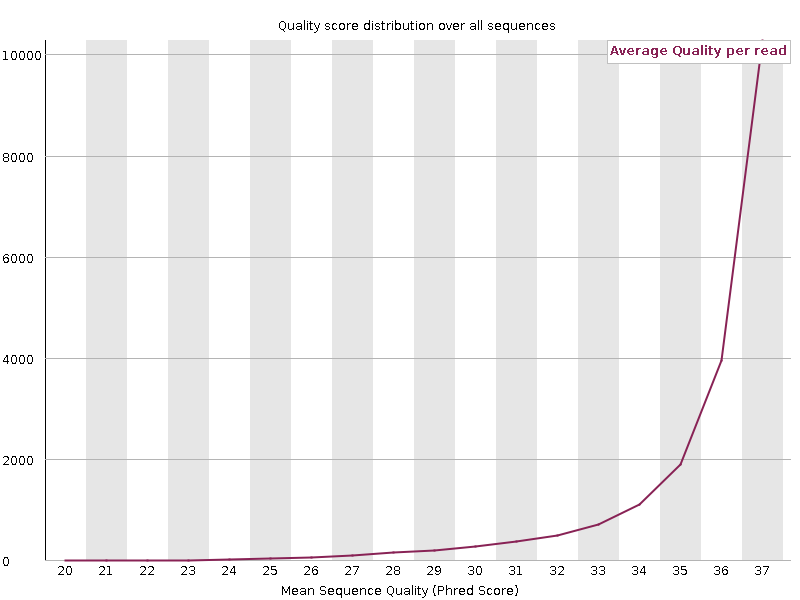 Quality score distribution over all sequences
Average Quality per read
10000
8000
6000
4000
2000
0
20 21 22 23 24 25 26 27 28 29 30 31 32 33 34 35 36 37
Mean Sequence Quality (Phred Score)